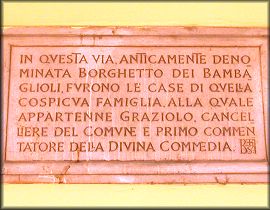 IN QVESTA VIA, ANTICAMENTE DENO
MINATA BORGHETTO DEI BAMBA
GLIOLI, FVRONO LE CASE DI QVELLA
COSPICVA FAMIGLIA, ALLA QVALE
APPARTENNE GRAZIOLO, CANCEL
LIERE DEL COMVNE E PRIMO COMMEN
TATORE DELLA DIVINA COMMEDIA.